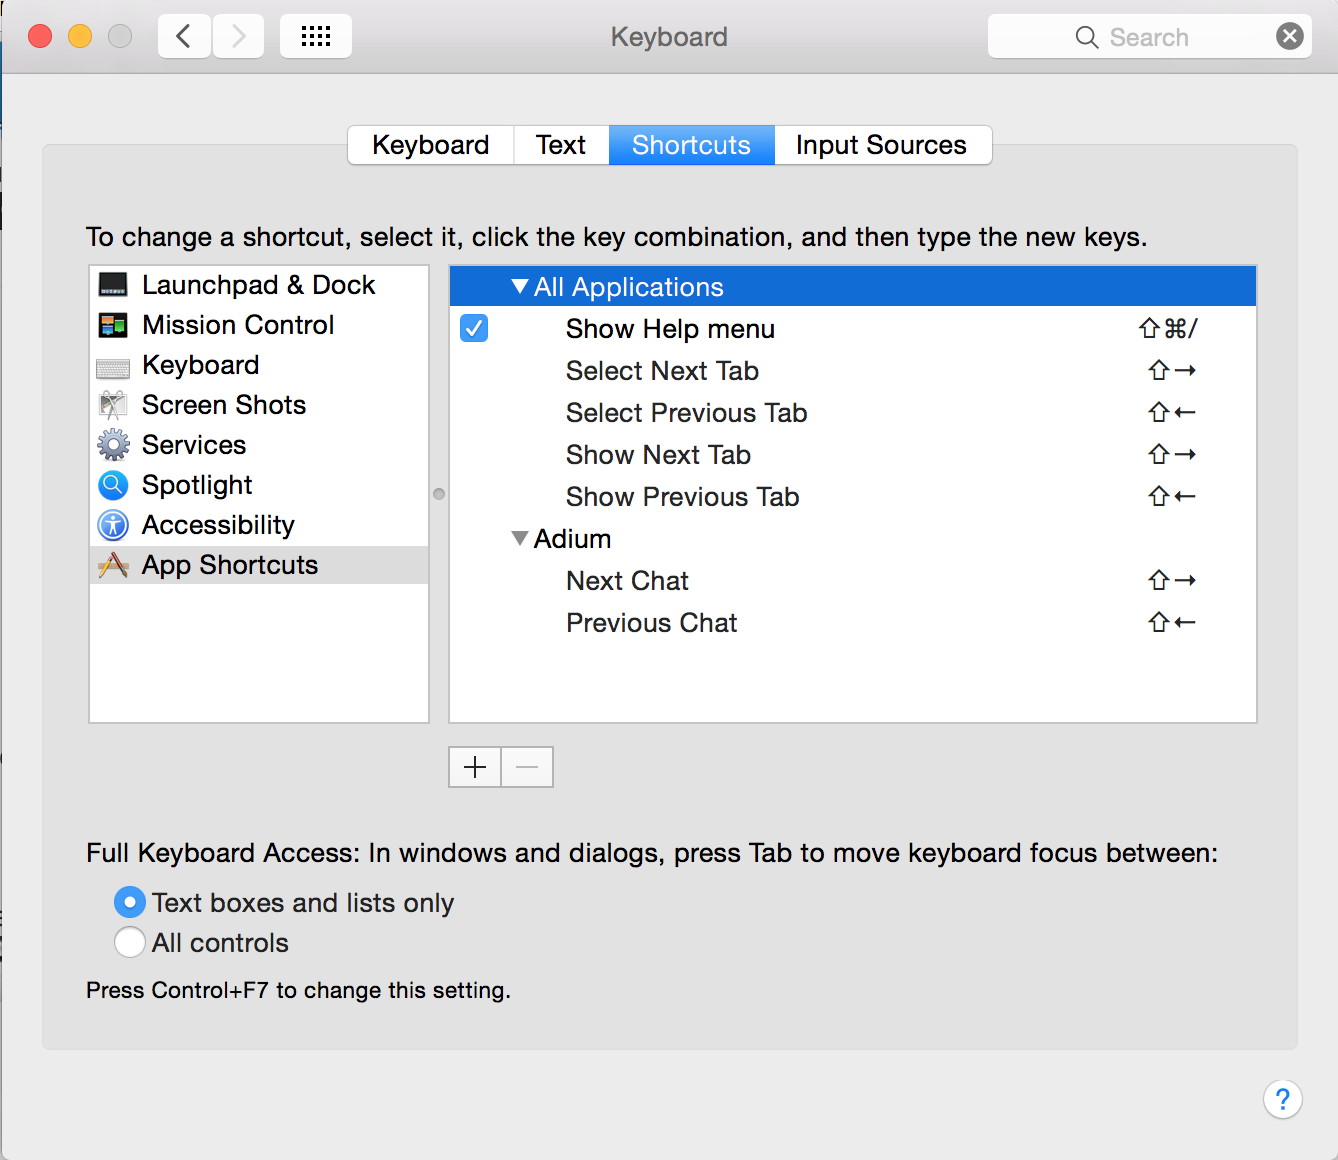 Keyboard
Search
Keyboard Text Shortcuts Input Sources
To change a shortcut, select it, click the key combination, and then type the new keys.
Launchpad & Dock
Mission Control
Keyboard
Screen Shots
Services
Spotlight
Accessibility
App Shortcuts
All Applications
Show Help menu ⇧⌘/
Select Next Tab ⇧→
Select Previous Tab ⇧←
Show Next Tab ⇧→
Show Previous Tab ⇧←
Adium
Next Chat ⇧→
Previous Chat ⇧←
Full Keyboard Access: In windows and dialogs, press Tab to move keyboard focus between:
Text boxes and lists only
All controls
Press Control+F7 to change this setting.
?